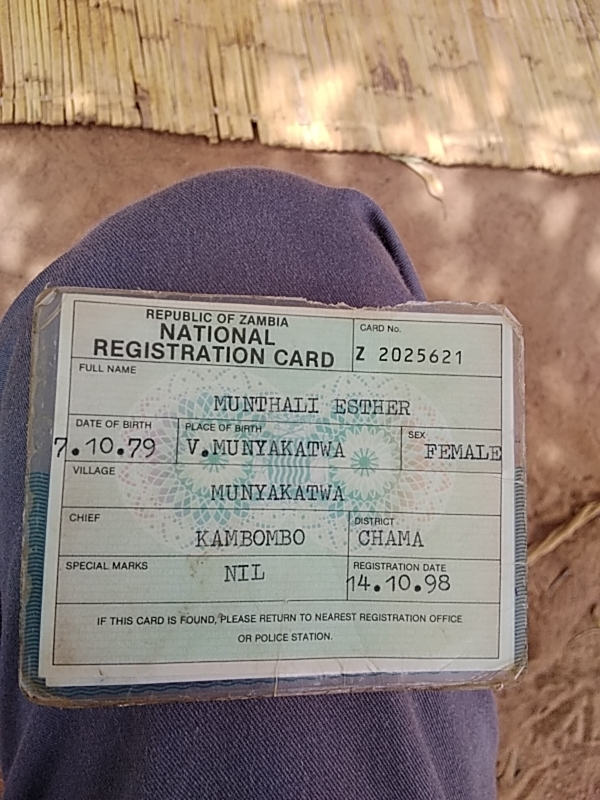 REPUBLIC OF ZAMBIA
NATIONAL
REGISTRATION CARD
CARD No.
Z 2025621
FULL NAME
MUNTHALI ESTHER
DATE OF BIRTH
7.10.79
PLACE OF BIRTH
V.MUNYAKATWA
SEX
FEMALE
VILLAGE
MUNYAKATWA
CHIEF
KAMBOMBO
DISTRICT
CHAMA
SPECIAL MARKS
NIL
REGISTRATION DATE
14.10.98
IF THIS CARD IS FOUND, PLEASE RETURN TO NEAREST REGISTRATION OFFICE
OR POLICE STATION.